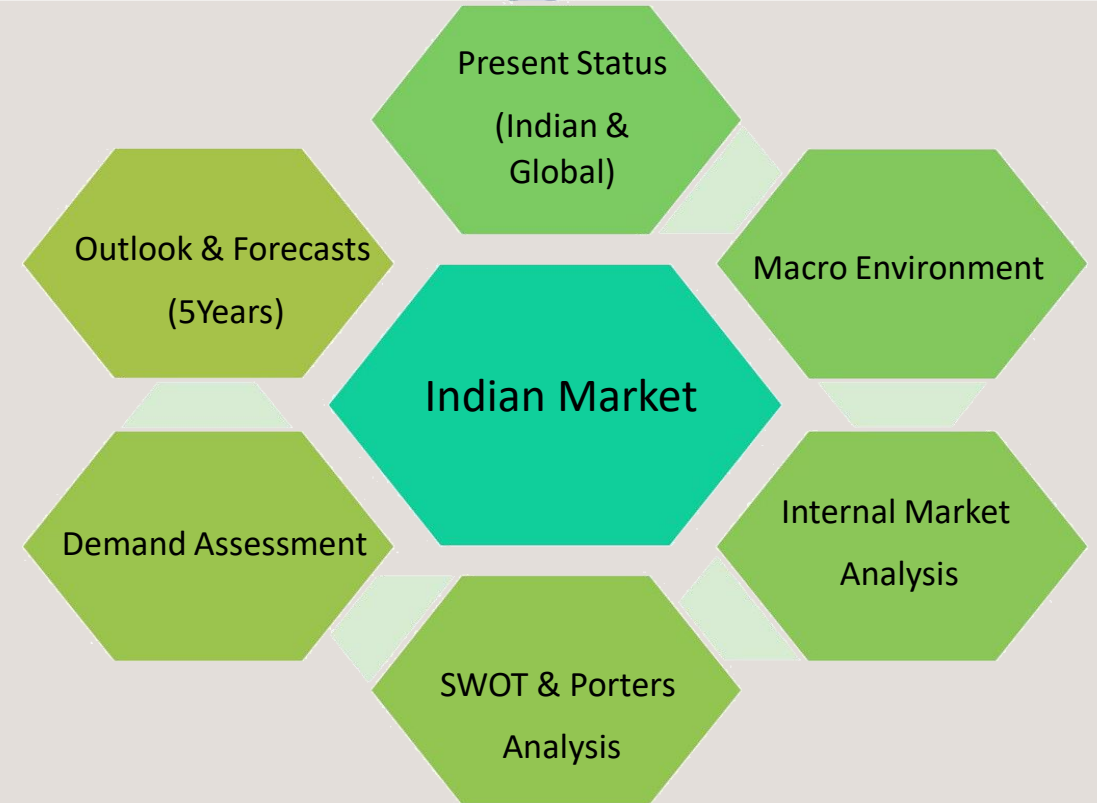 Present Status
(Indian &
Global)
Macro Environment
Internal Market
Analysis
SWOT & Porters
Analysis
Demand Assessment
Outlook & Forecasts
(5Years)
Indian Market